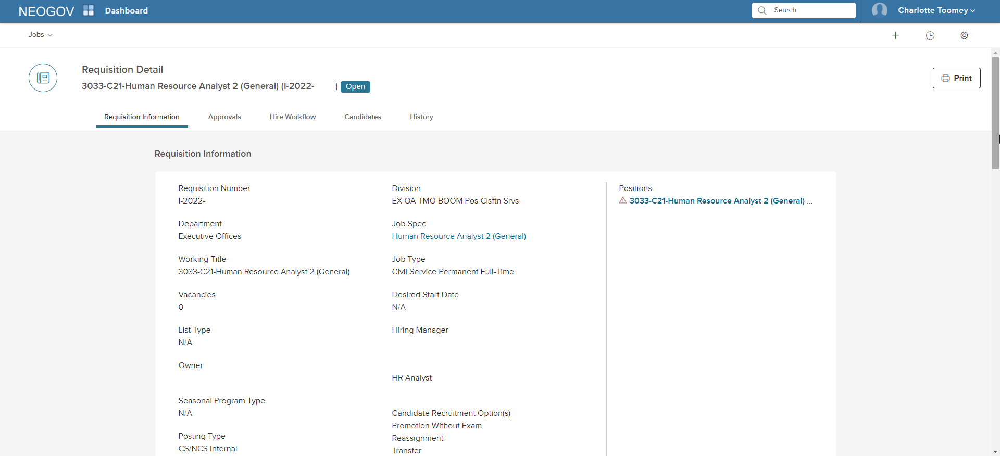 NEOGOV Dashboard Search Charlotte Toomey
Jobs
Requisition Detail
3033-C21-Human Resource Analyst 2 (General) (I-2022- ) Open
Print
Requisition Information Approvals Hire Workflow Candidates History
Requisition Information
Requisition Number
I-2022-
Department
Executive Offices
Working Title
3033-C21-Human Resource Analyst 2 (General)
Vacancies
0
List Type
N/A
Owner
Seasonal Program Type
N/A
Posting Type
CS/NCS Internal
Division
EX OA TMO BOOM Pos Clsftn Srvs
Job Spec
Human Resource Analyst 2 (General)
Job Type
Civil Service Permanent Full-Time
Desired Start Date
N/A
Hiring Manager
HR Analyst
Candidate Recruitment Option(s)
Promotion Without Exam
Reassignment
Transfer
Positions
3033-C21-Human Resource Analyst 2 (General) ...